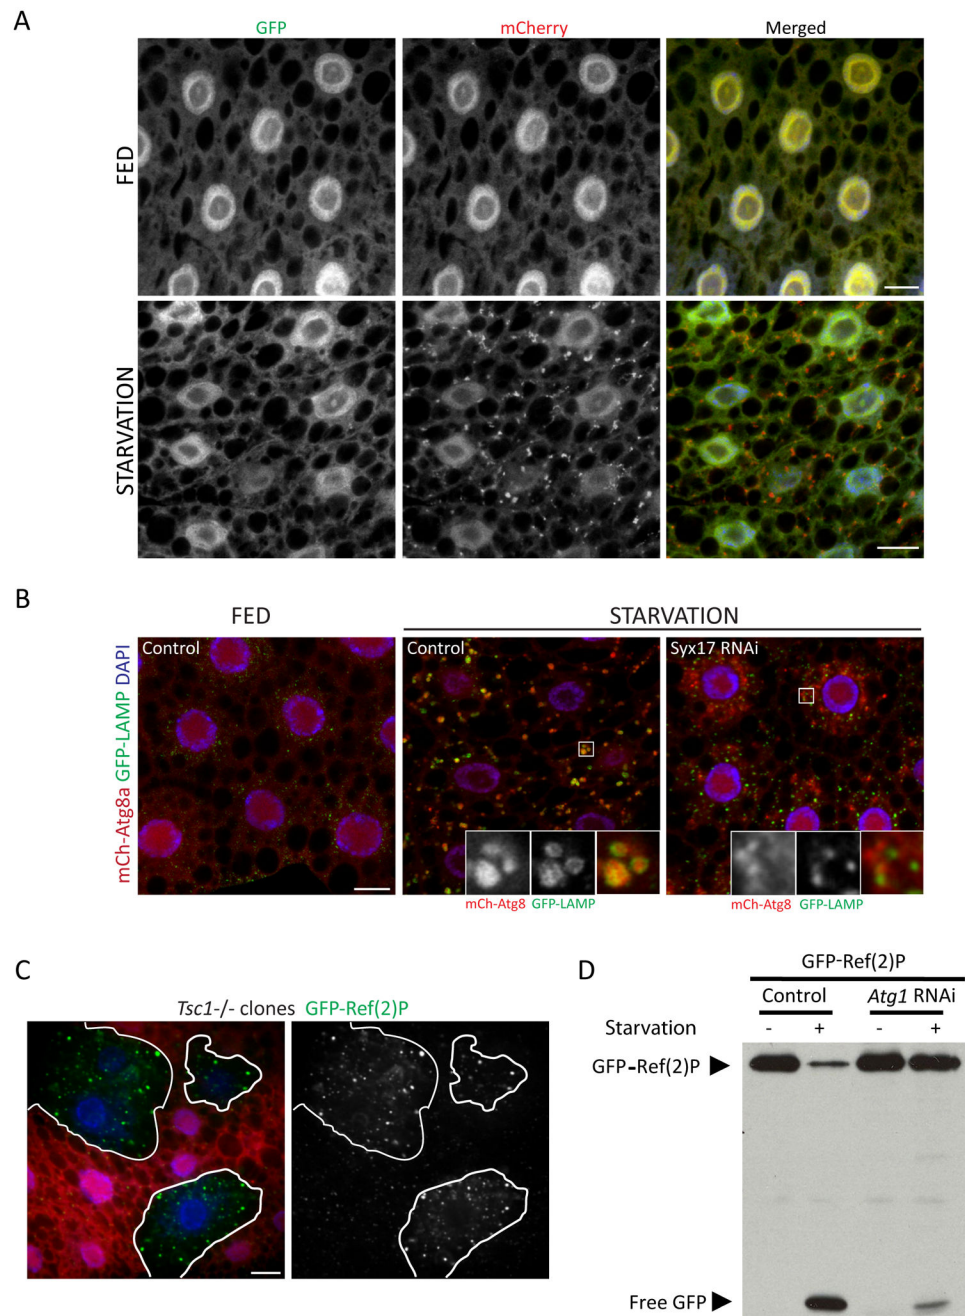 A
GFP mCherry Merged
FED
STARVATION
B
FED STARVATION
mCh-Atg8a GFP-LAMP DAPI
Control Control Syx17 RNAi
mCh-Atg8 GFP-LAMP mCh-Atg8 GFP-LAMP
C
Tsc1-/- clones GFP-Ref(2)P
D
GFP-Ref(2)P
Control Atg1 RNAi
Starvation - + - +
GFP-Ref(2)P
Free GFP